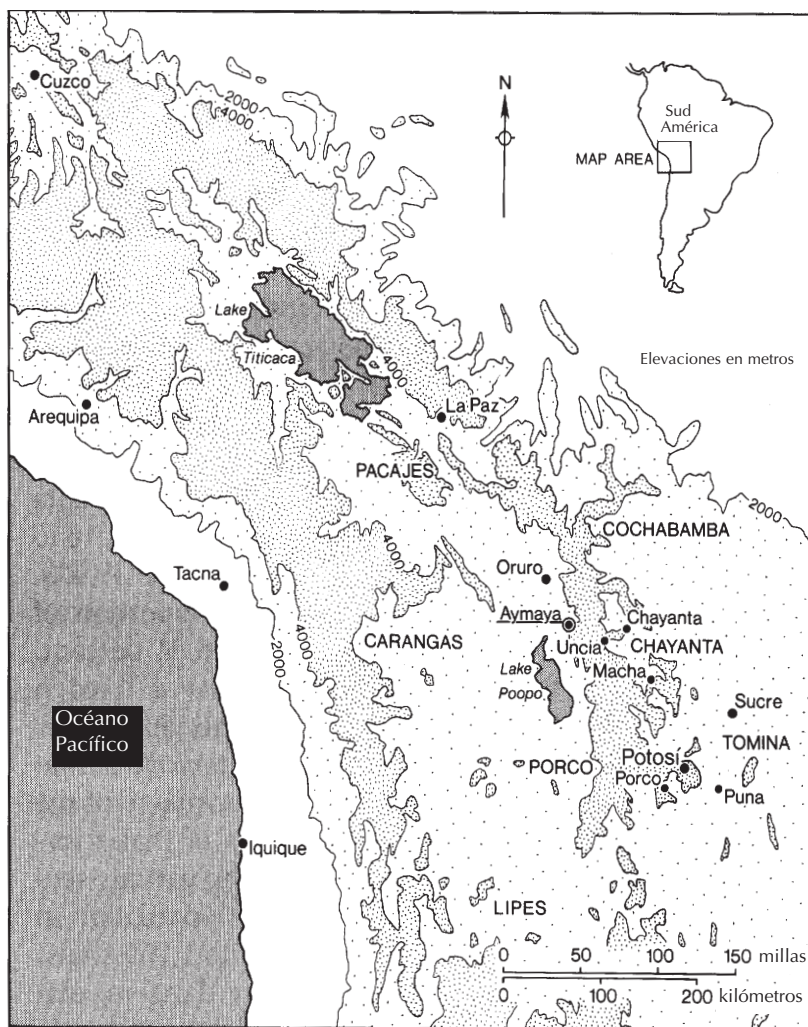 Cuzco
2000
4000
N
Sud
América
MAP AREA
Lake
Titicaca
4000
Elevaciones en metros
Arequipa
La Paz
PACAJES
2000
COCHABAMBA
4000
Oruro
Tacna
Aymaya
Chayanta
4000
2000
CARANGAS
Uncia
CHAYANTA
Lake
Poopo
Macha
Sucre
Océano
Pacífico
TOMINA
PORCO
Potosí
Porco
Puna
Iquique
LIPES
0 50 100 150 millas
0 100 200 kilómetros